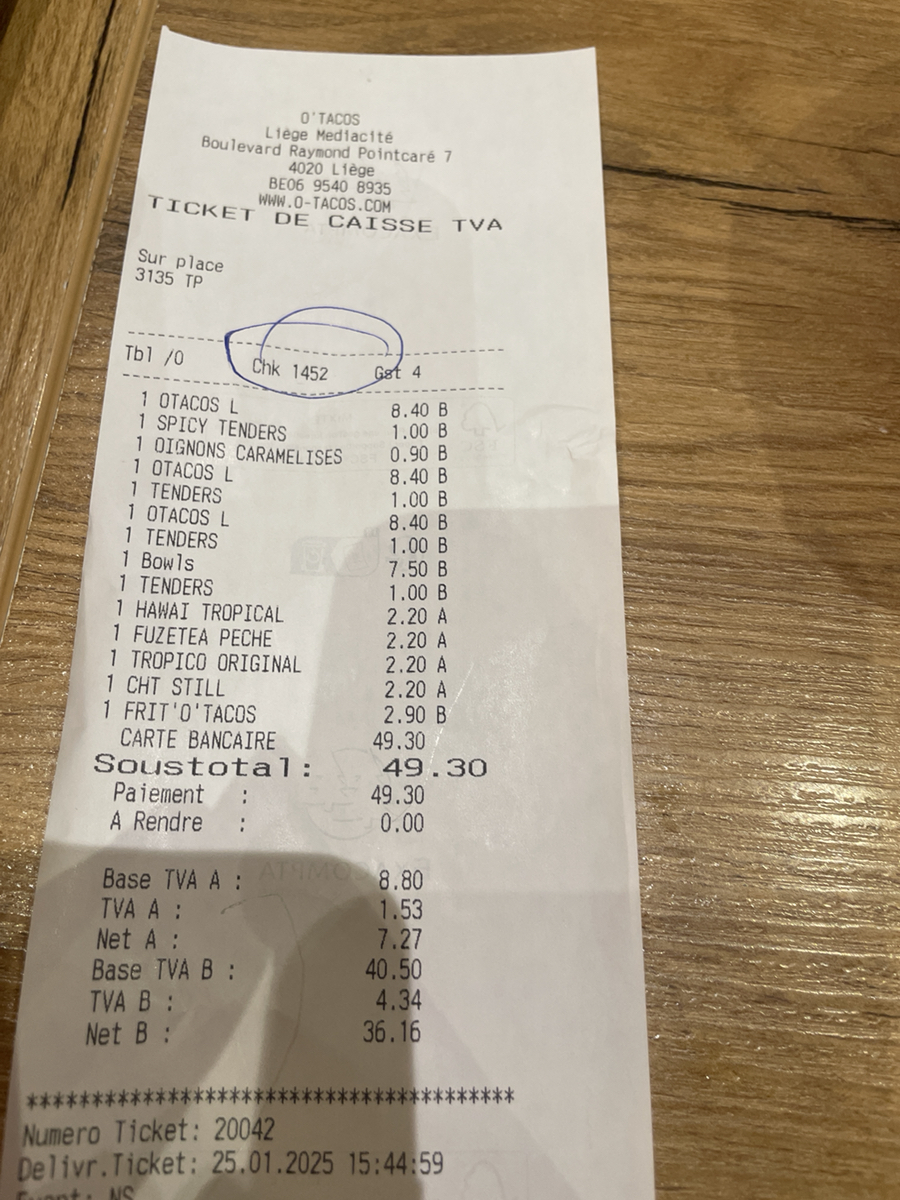 O'TACOS
Liège Mediacité
Boulevard Raymond Pointcaré 7
4020 Liège
BE06 9540 8935
WWW.O-TACOS.COM
TICKET DE CAISSE TVA
Sur place
3135 TP
Tbl /0 Chk 1452 Gst 4
1 OTACOS L 8.40 B
1 SPICY TENDERS 1.00 B
1 OIGNONS CARAMELISES 0.90 B
1 OTACOS L 8.40 B
1 TENDERS 1.00 B
1 OTACOS L 8.40 B
1 TENDERS 1.00 B
1 Bowls 7.50 B
1 TENDERS 1.00 B
1 HAWAI TROPICAL 2.20 A
1 FUZETEA PECHE 2.20 A
1 TROPICO ORIGINAL 2.20 A
1 CHT STILL 2.20 A
1 FRIT'O'TACOS 2.90 B
CARTE BANCAIRE 49.30
Soustotal: 49.30
Paiement : 49.30
A Rendre : 0.00
Base TVA A : 8.80
TVA A : 1.53
Net A : 7.27
Base TVA B : 40.50
TVA B : 4.34
Net B : 36.16
****************************************
Numero Ticket: 20042
Delivr.Ticket: 25.01.2025 15:44:59
Event: NS